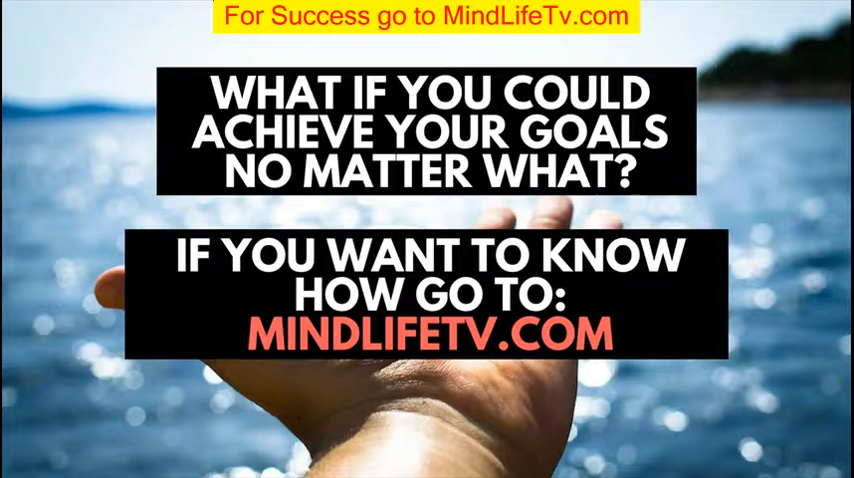 For Success go to MindLifeTv.com
WHAT IF YOU COULD
ACHIEVE YOUR GOALS
NO MATTER WHAT?
IF YOU WANT TO KNOW
HOW GO TO:
MINDLIFETV.COM